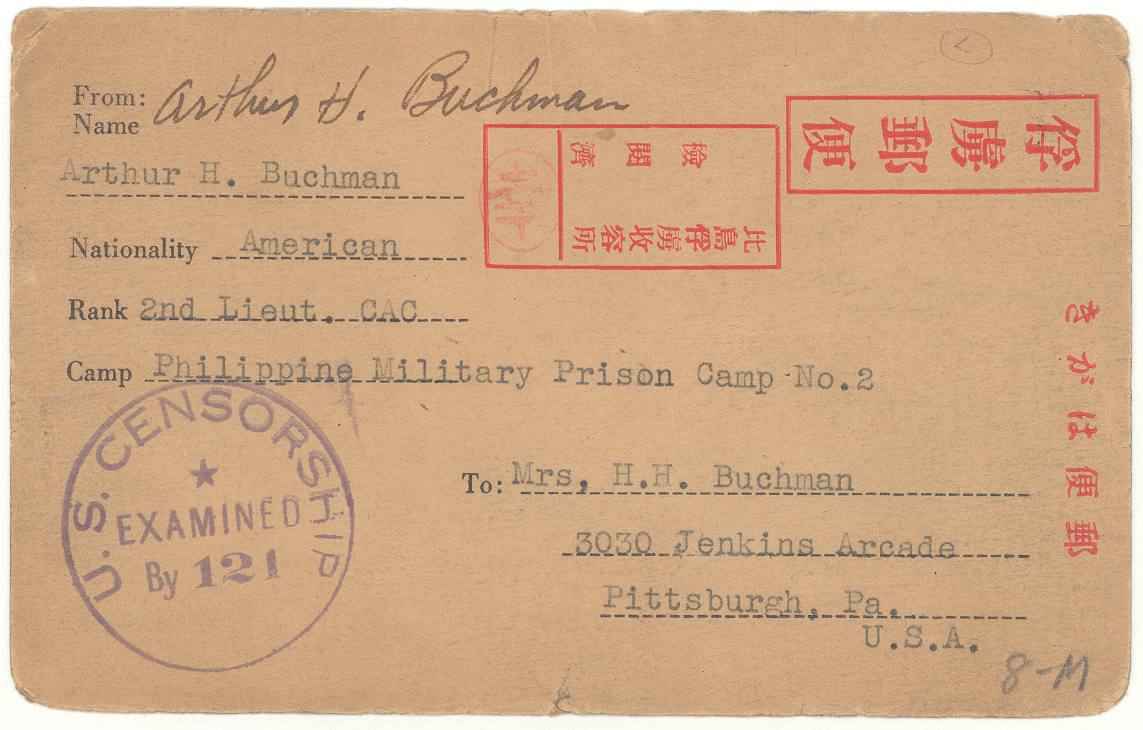 From:
Name
Arthur H. Buchman
Arthur H. Buchman
Nationality American
Rank 2nd Lieut. CAC
Camp Philippine Military Prison Camp No.2
俘虜郵便
比島俘虜收容所
檢閲濟
郵便はがき
U.S. CENSORSHIP
EXAMINED
By 121
To: Mrs, H.H. Buchman
3030 Jenkins Arcade
Pittsburgh, Pa.
U.S.A.
8-M